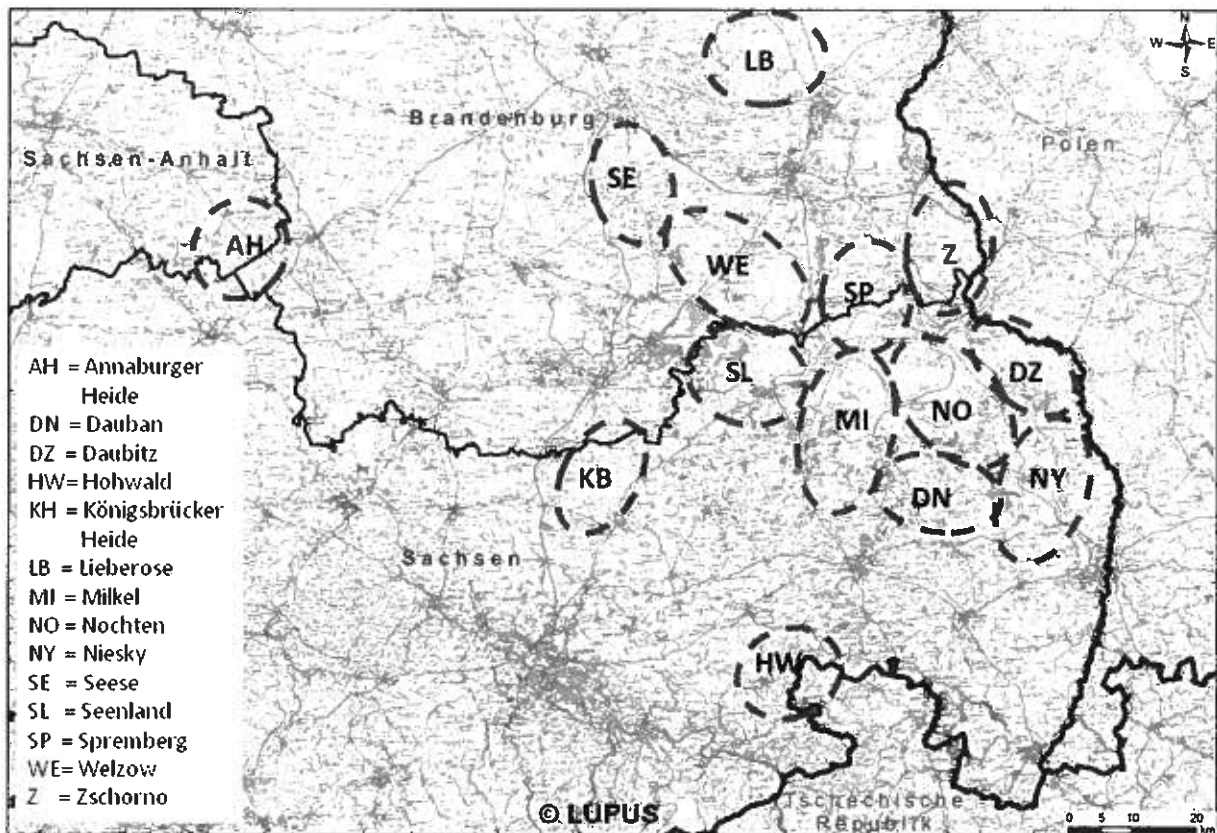 N
W E
S
LB
Brandenburg
Polen
Sachsen-Anhalt
SE
AH
WE
Z
SP
SL
DZ
MI
NO
KB
DN
NY
Sachsen
HW
AH = Annaburger
Heide
DN = Dauban
DZ = Daubitz
HW= Hohwald
KH = Königsbrücker
Heide
LB = Lieberose
MI = Milkel
NO = Nochten
NY = Niesky
SE = Seese
SL = Seenland
SP = Spremberg
WE= Welzow
Z = Zschorno
© LUPUS
Tschechische
Republik
0 5 10 20
km